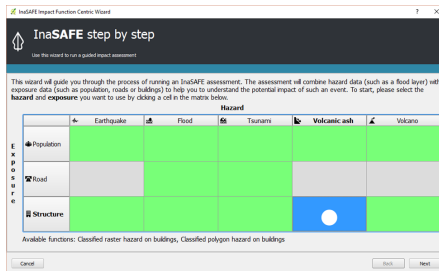 InaSAFE Impact Function Centric Wizard
InaSAFE step by step
Use this wizard to run a guided impact assessment
This wizard will guide you through the process of running an InaSAFE assessment. The assessment will combine hazard data (such as a flood layer) with
exposure data (such as population, roads or buildings) to help you to understand the potential impact of such an event. To start, please select the
hazard and exposure you want to use by clicking a cell in the matrix below.
Hazard
Earthquake Flood Tsunami Volcanic ash Volcano
Exposure
Population
Road
Structure
Available functions: Classified raster hazard on buildings, Classified polygon hazard on buildings
Cancel Back Next